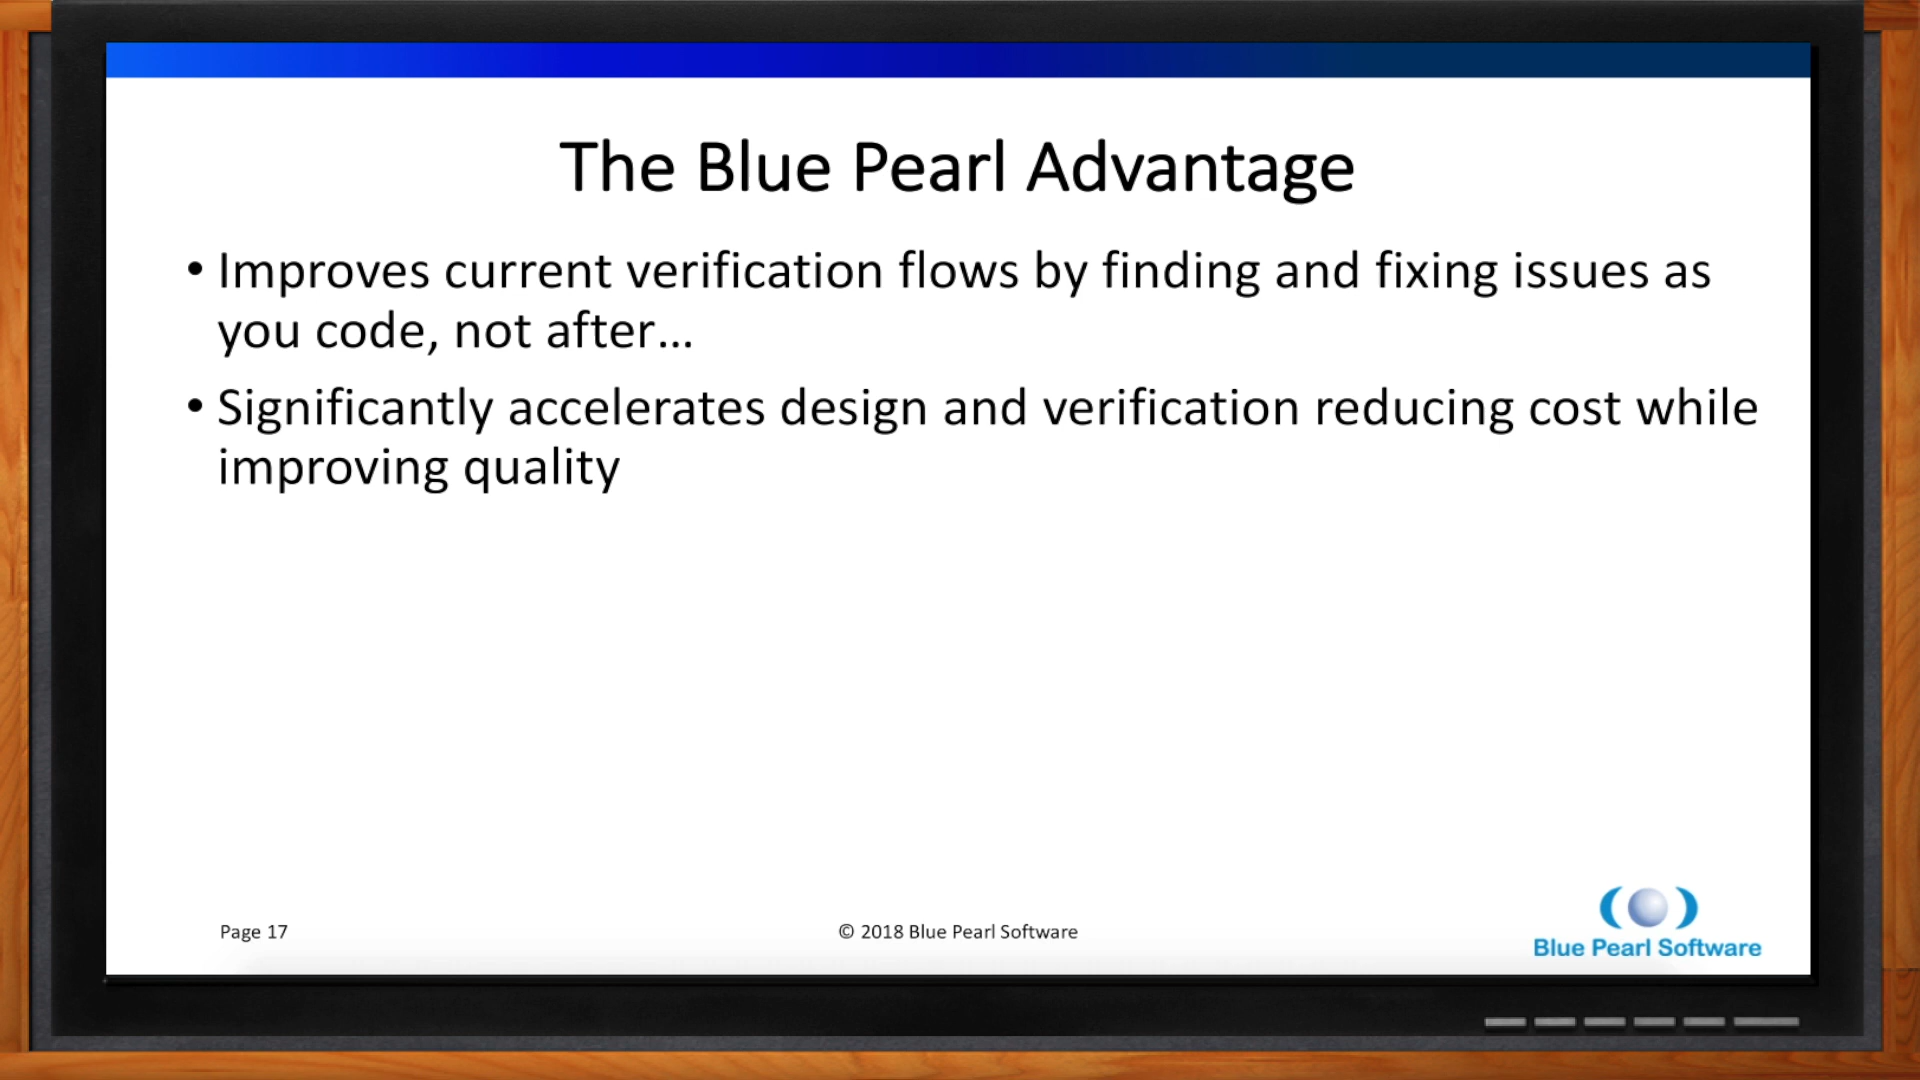 The Blue Pearl Advantage
• Improves current verification flows by finding and fixing issues as
you code, not after...
• Significantly accelerates design and verification reducing cost while
improving quality
Page 17
© 2018 Blue Pearl Software
Blue Pearl Software